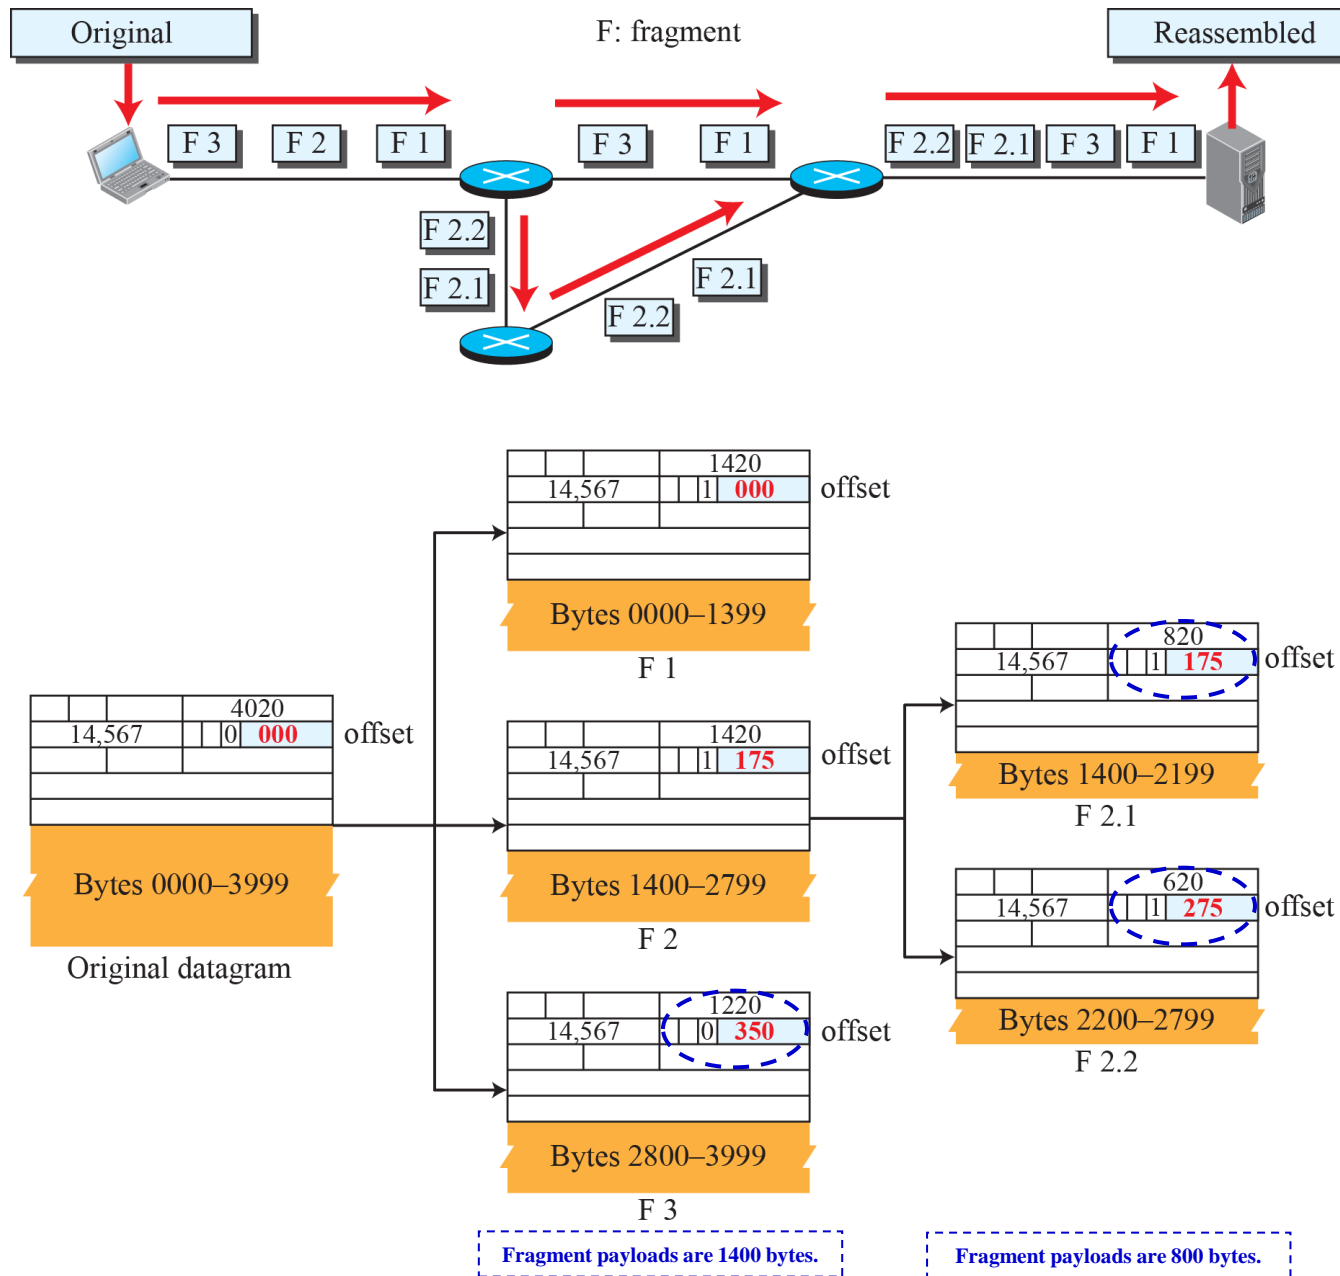 Original
F: fragment
Reassembled
F 3 F 2 F 1
F 3 F 1
F 2.2 F 2.1 F 3 F 1
F 2.2
F 2.1
F 2.1
F 2.2
1420
14,567 1 000 offset
Bytes 0000–1399
F 1
4020
14,567 0 000 offset
Bytes 0000–3999
Original datagram
1420
14,567 1 175 offset
Bytes 1400–2799
F 2
1220
14,567 0 350 offset
Bytes 2800–3999
F 3
820
14,567 1 175 offset
Bytes 1400–2199
F 2.1
620
14,567 1 275 offset
Bytes 2200–2799
F 2.2
Fragment payloads are 1400 bytes.
Fragment payloads are 800 bytes.